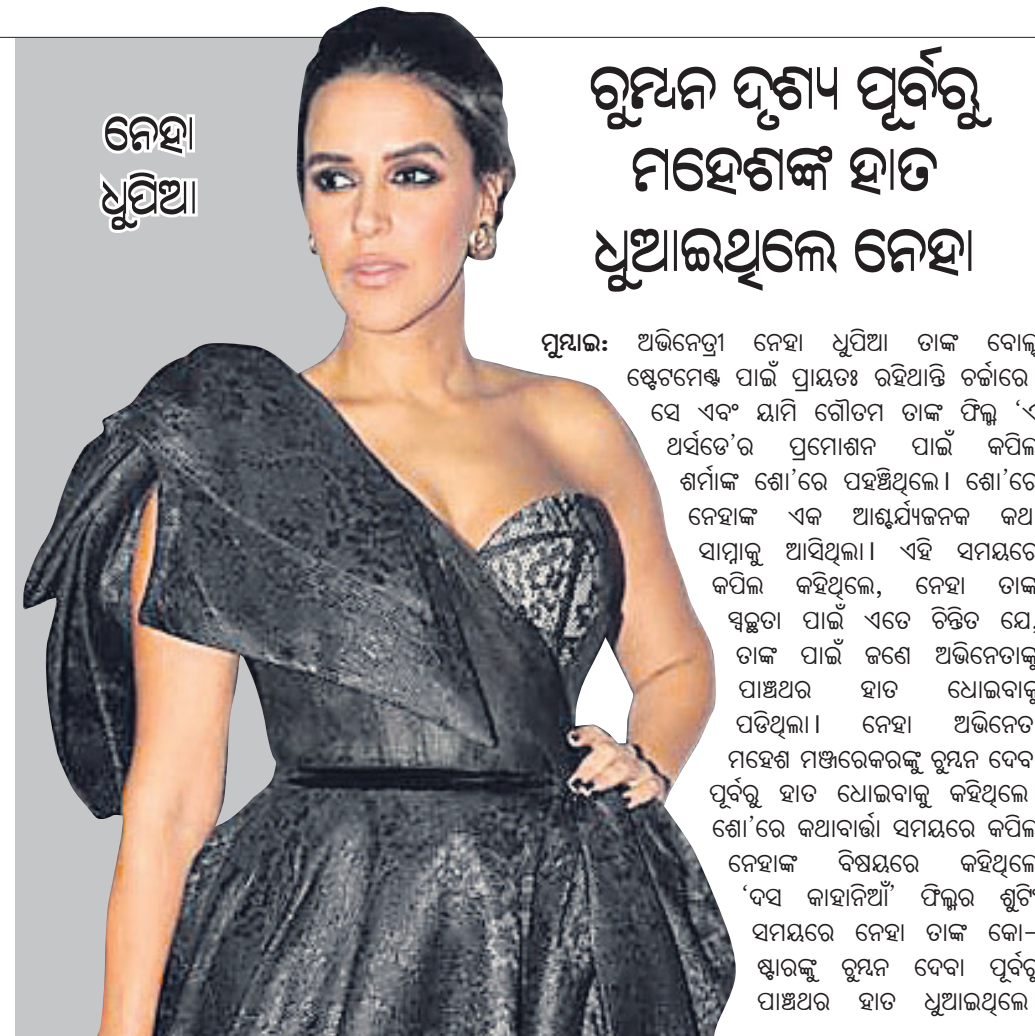 ନେହା
ଧୁପିଆ
ଚୁମ୍ବନ ଦୃଶ୍ୟ ପୂର୍ବରୁ
ମହେଶଙ୍କ ହାତ
ଧୁଆଇଥିଲେ ନେହା
ମୁମ୍ବାଇ: ଅଭିନେତ୍ରୀ ନେହା ଧୁପିଆ ତାଙ୍କ
ଷ୍ଟେଟମେଣ୍ଟ ପାଇଁ ପ୍ରାୟତଃ ରହିଥାନ୍ତି ଚର୍ଚ୍ଚାରେ
ସେ ଏବଂ ୟାମି ଗୌତମ ତାଙ୍କ ଫିଲ୍ମ ‘ଏ
ଥର୍ସଡେ’ର ପ୍ରମୋଶନ ପାଇଁ କପିଳ
ଶର୍ମାଙ୍କ ଶୋ’ରେ ପହଞ୍ଚିଥିଲେ। ଶୋ’ରେ
ନେହାଙ୍କ ଏକ ଆଶ୍ଚର୍ଯ୍ୟଜନକ କଥ
ସାମ୍ନାକୁ ଆସିଥିଲା। ଏହି ସମୟରେ
କପିଲ କହିଥିଲେ, ନେହା ତାଙ୍କ
ସ୍ୱଚ୍ଛତା ପାଇଁ ଏତେ ଚିନ୍ତିତ ଯେ,
ତାଙ୍କ ପାଇଁ ଜଣେ ଅଭିନେତାଙ୍କୁ
ପାଞ୍ଚଥର ହାତ ଧୋଇବାକୁ
ପଡିଥିଲା। ନେହା ଅଭିନେତ
ମହେଶ ମଞ୍ଜରେକରଙ୍କୁ ଚୁମ୍ବନ ଦେବ
ପୂର୍ବରୁ ହାତ ଧୋଇବାକୁ କହିଥିଲେ
ଶୋ’ରେ କଥାବାର୍ତ୍ତା ସମୟରେ କପିଳ
ନେହାଙ୍କ ବିଷୟରେ କହିଥିଲେ
‘ଦସ କାହାନିଆଁ’ ଫିଲ୍ମର ଶୁଟିଂ
ସମୟରେ ନେହା ତାଙ୍କ କୋ-
ଷ୍ଟାରଙ୍କୁ ଚୁମ୍ବନ ଦେବା ପୂର୍ବରୁ
ପାଞ୍ଚଥର ହାତ ଧୁଆଇଥିଲେ